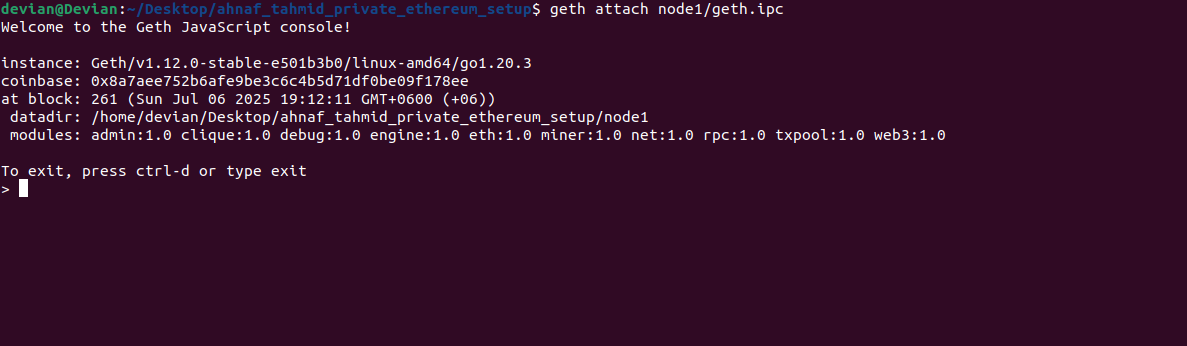 devian@Devian:~/Desktop/ahnaf_tahmid_private_ethereum_setup$ geth attach node1/geth.ipc
Welcome to the Geth JavaScript console!
instance: Geth/v1.12.0-stable-e501b3b0/linux-amd64/go1.20.3
coinbase: 0x8a7aee752b6afe9be3c6c4b5d71df0be09f178ee
at block: 261 (Sun Jul 06 2025 19:12:11 GMT+0600 (+06))
 datadir: /home/devian/Desktop/ahnaf_tahmid_private_ethereum_setup/node1
 modules: admin:1.0 clique:1.0 debug:1.0 engine:1.0 eth:1.0 miner:1.0 net:1.0 rpc:1.0 txpool:1.0 web3:1.0
To exit, press ctrl-d or type exit
>